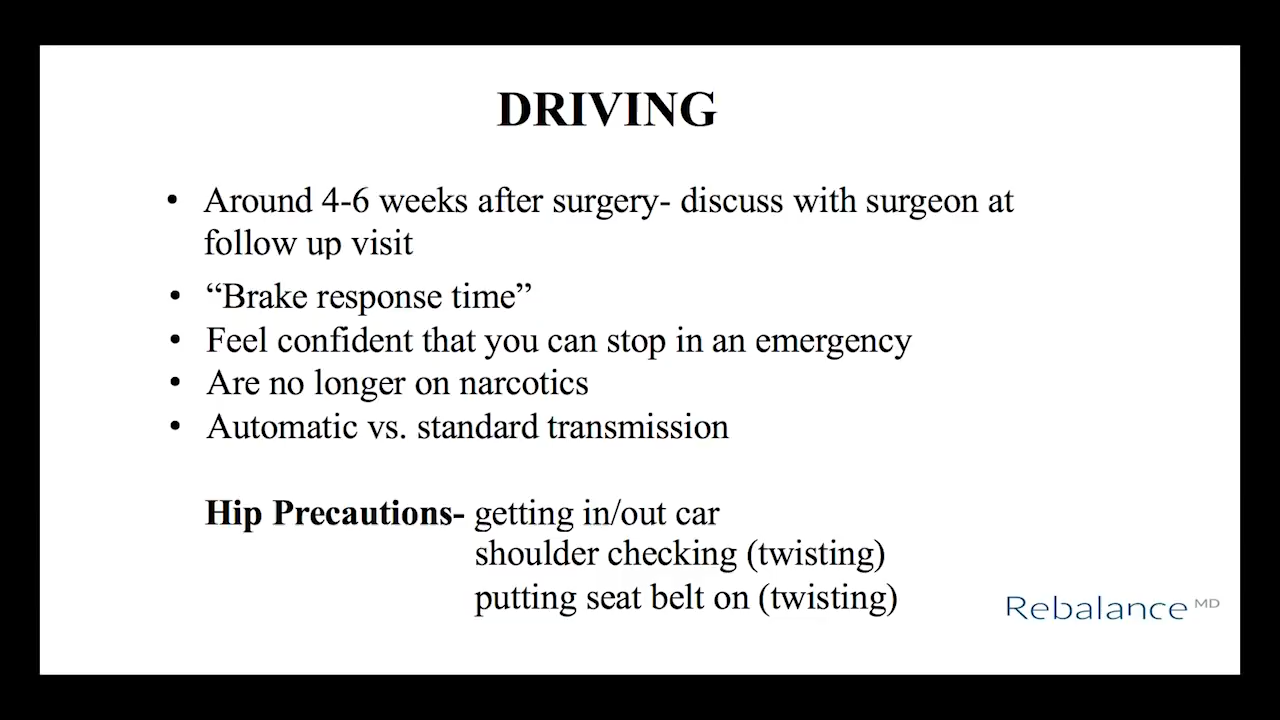 DRIVING
• Around 4-6 weeks after surgery- discuss with surgeon at
follow up visit
• “Brake response time”
• Feel confident that you can stop in an emergency
• Are no longer on narcotics
• Automatic vs. standard transmission
Hip Precautions- getting in/out car
shoulder checking (twisting)
putting seat belt on (twisting)
Rebalance MD